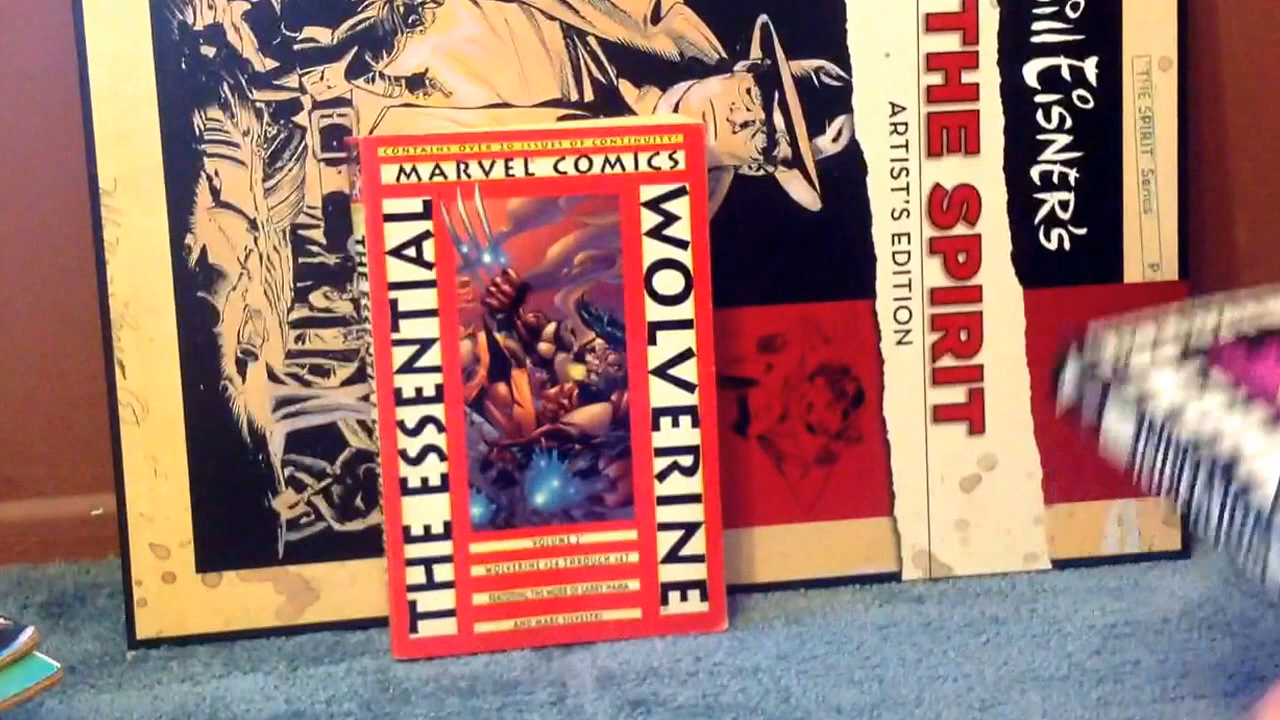 CONTAINS OVER 20 ISSUES OF CONTINUITY!
MARVEL COMICS
THE ESSENTIAL
WOLVERINE
VOLUME 2
WOLVERINE #24 THROUGH #47
FEATURING THE WORK OF LARRY HAMA
AND MARC SILVESTRI
Will EisNER's
THE SPIRIT
ARTIST'S EDITION
THE SPIRIT Series
P